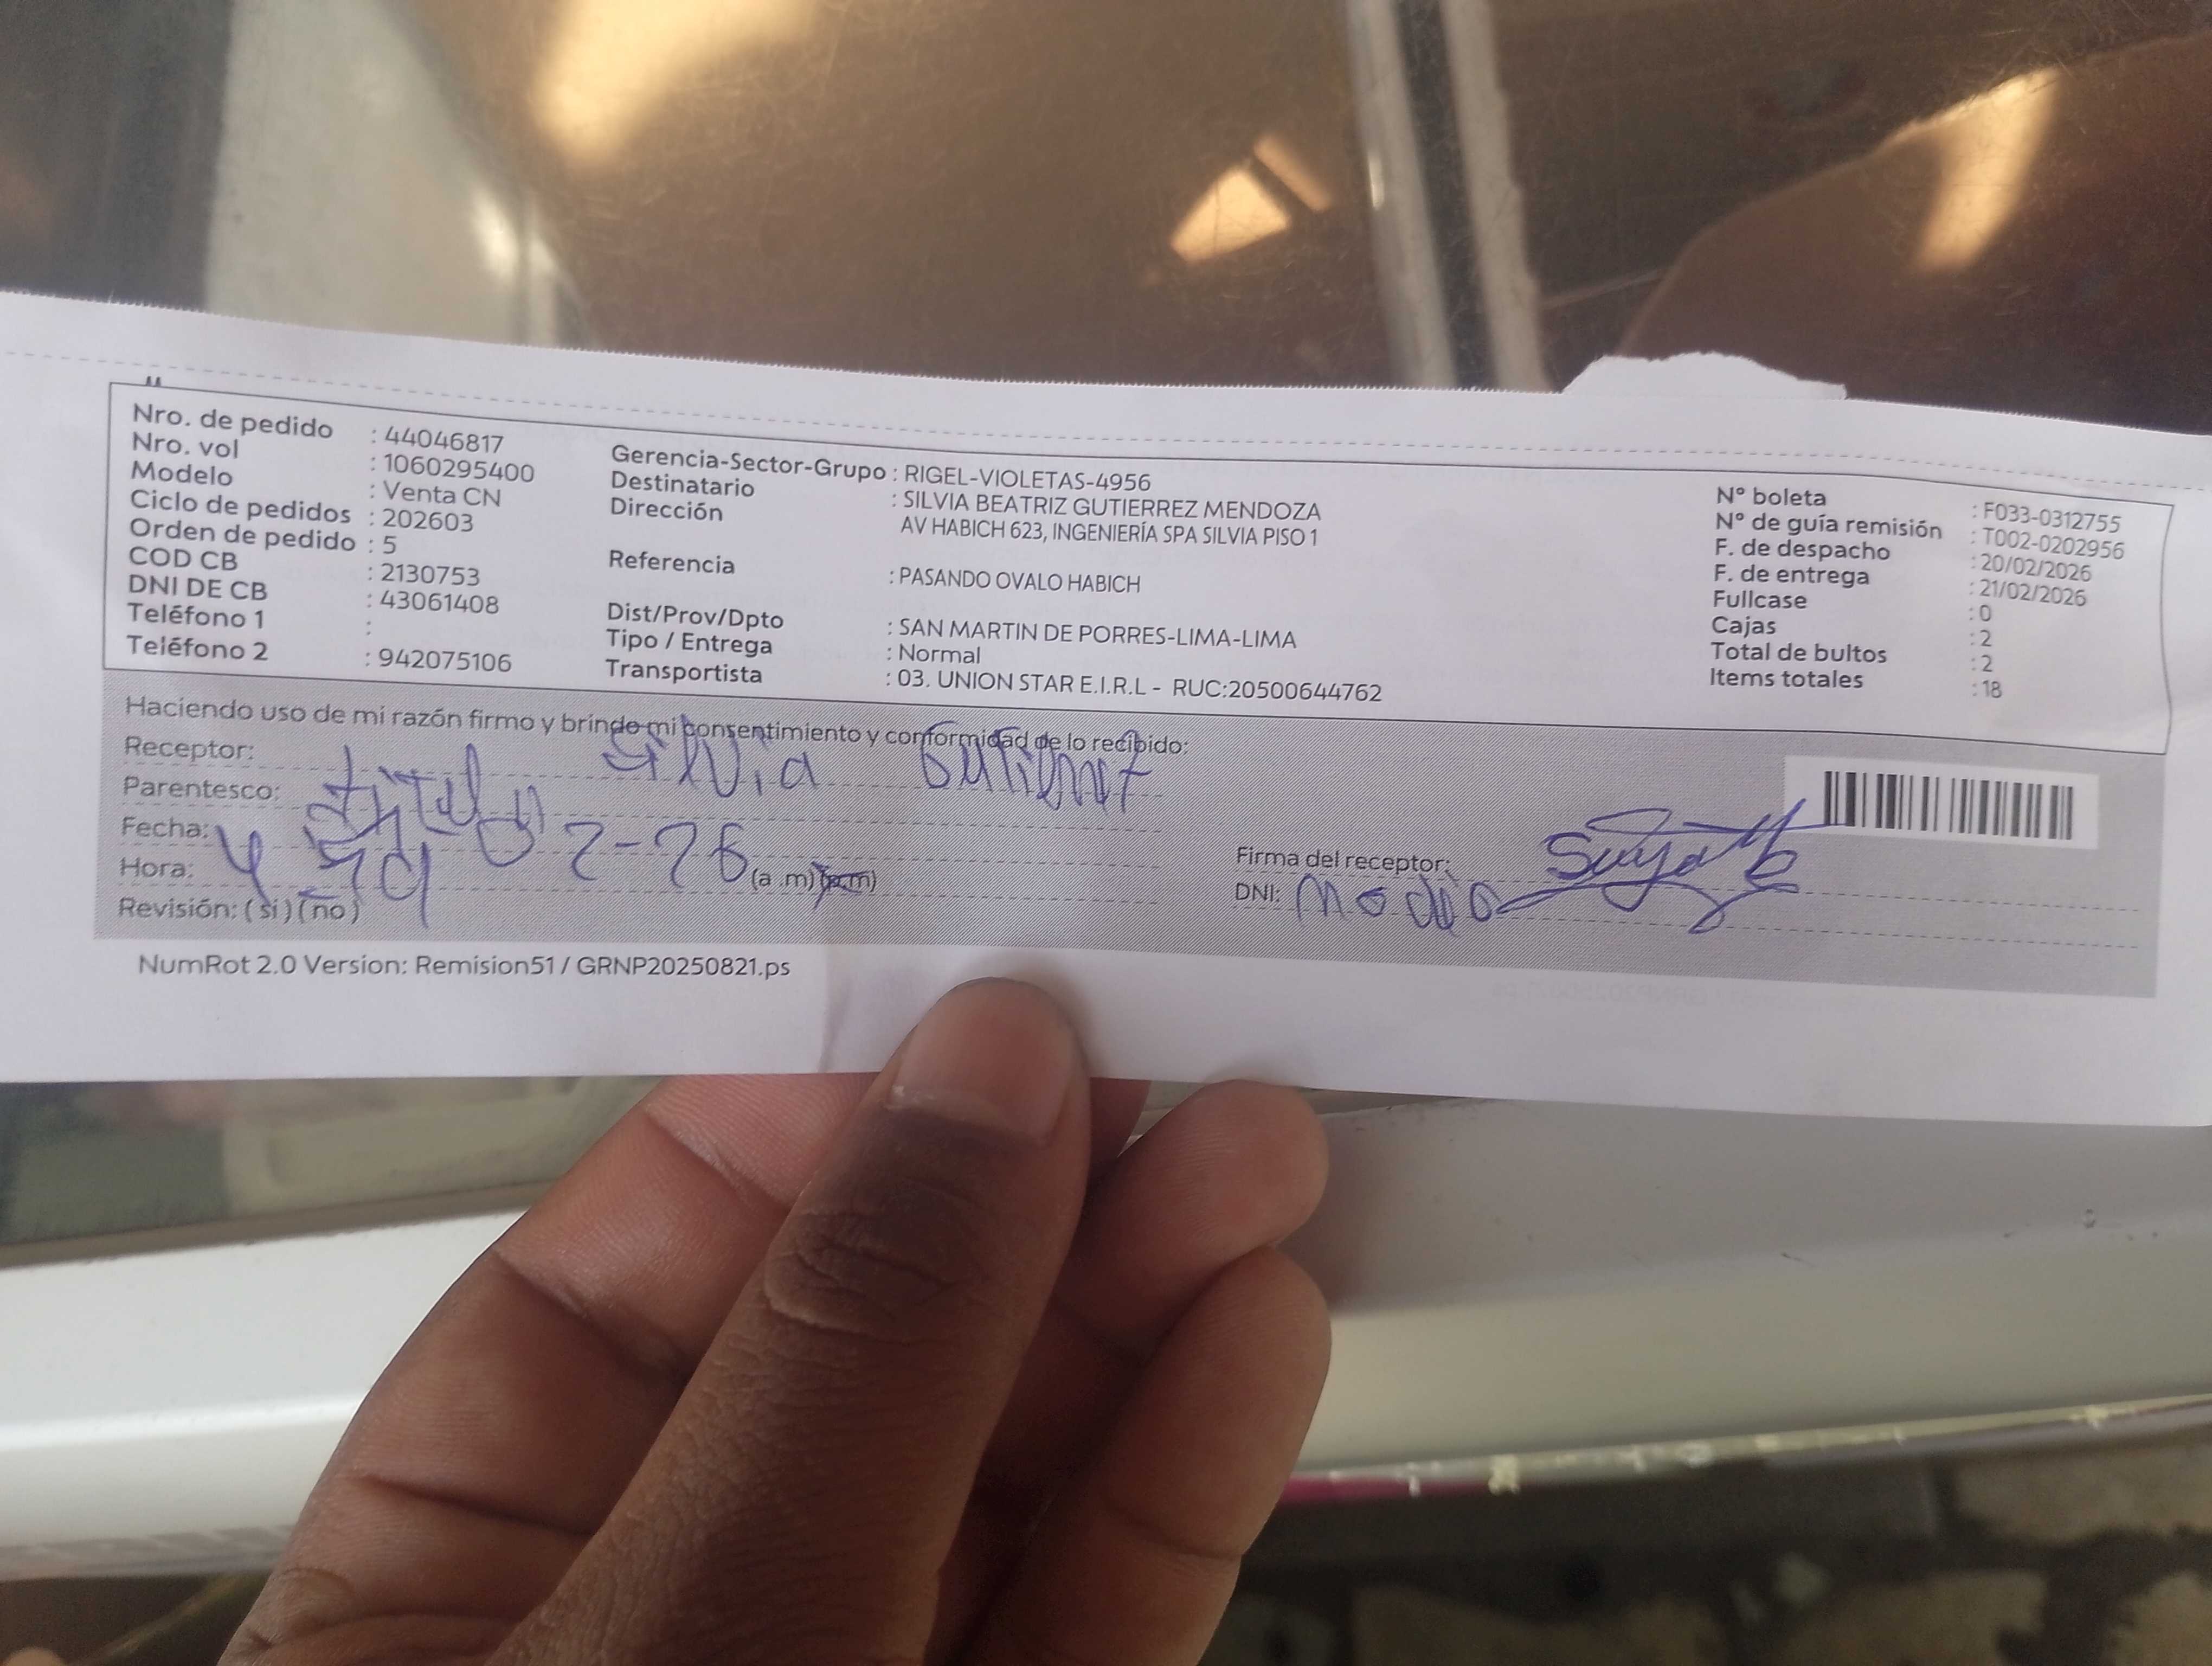 Nro. de pedido : 44046817
Nro. vol : 1060295400
Modelo : Venta CN
Ciclo de pedidos : 202603
Orden de pedido : 5
COD CB : 2130753
DNI DE CB : 43061408
Teléfono 1 :
Teléfono 2 : 942075106
Gerencia-Sector-Grupo : RIGEL-VIOLETAS-4956
Destinatario : SILVIA BEATRIZ GUTIERREZ MENDOZA
Dirección AV HABICH 623, INGENIERÍA SPA SILVIA PISO 1
Referencia : PASANDO OVALO HABICH
Dist/Prov/Dpto : SAN MARTIN DE PORRES-LIMA-LIMA
Tipo / Entrega : Normal
Transportista : 03. UNION STAR E.I.R.L - RUC:20500644762
N° boleta : F033-0312755
N° de guía remisión : T002-0202956
F. de despacho : 20/02/2026
F. de entrega : 21/02/2026
Fullcase : 0
Cajas : 2
Total de bultos : 2
Items totales : 18
Haciendo uso de mi razón firmo y brindo mi consentimiento y conformidad de lo recibido:
Receptor: Silvia
Parentesco:
Fecha: 02-26
Hora: 4 (a .m) (p.m)
Revisión: ( si ) ( no )
Firma del receptor:
DNI:
NumRot 2.0 Version: Remision51 / GRNP20250821.ps